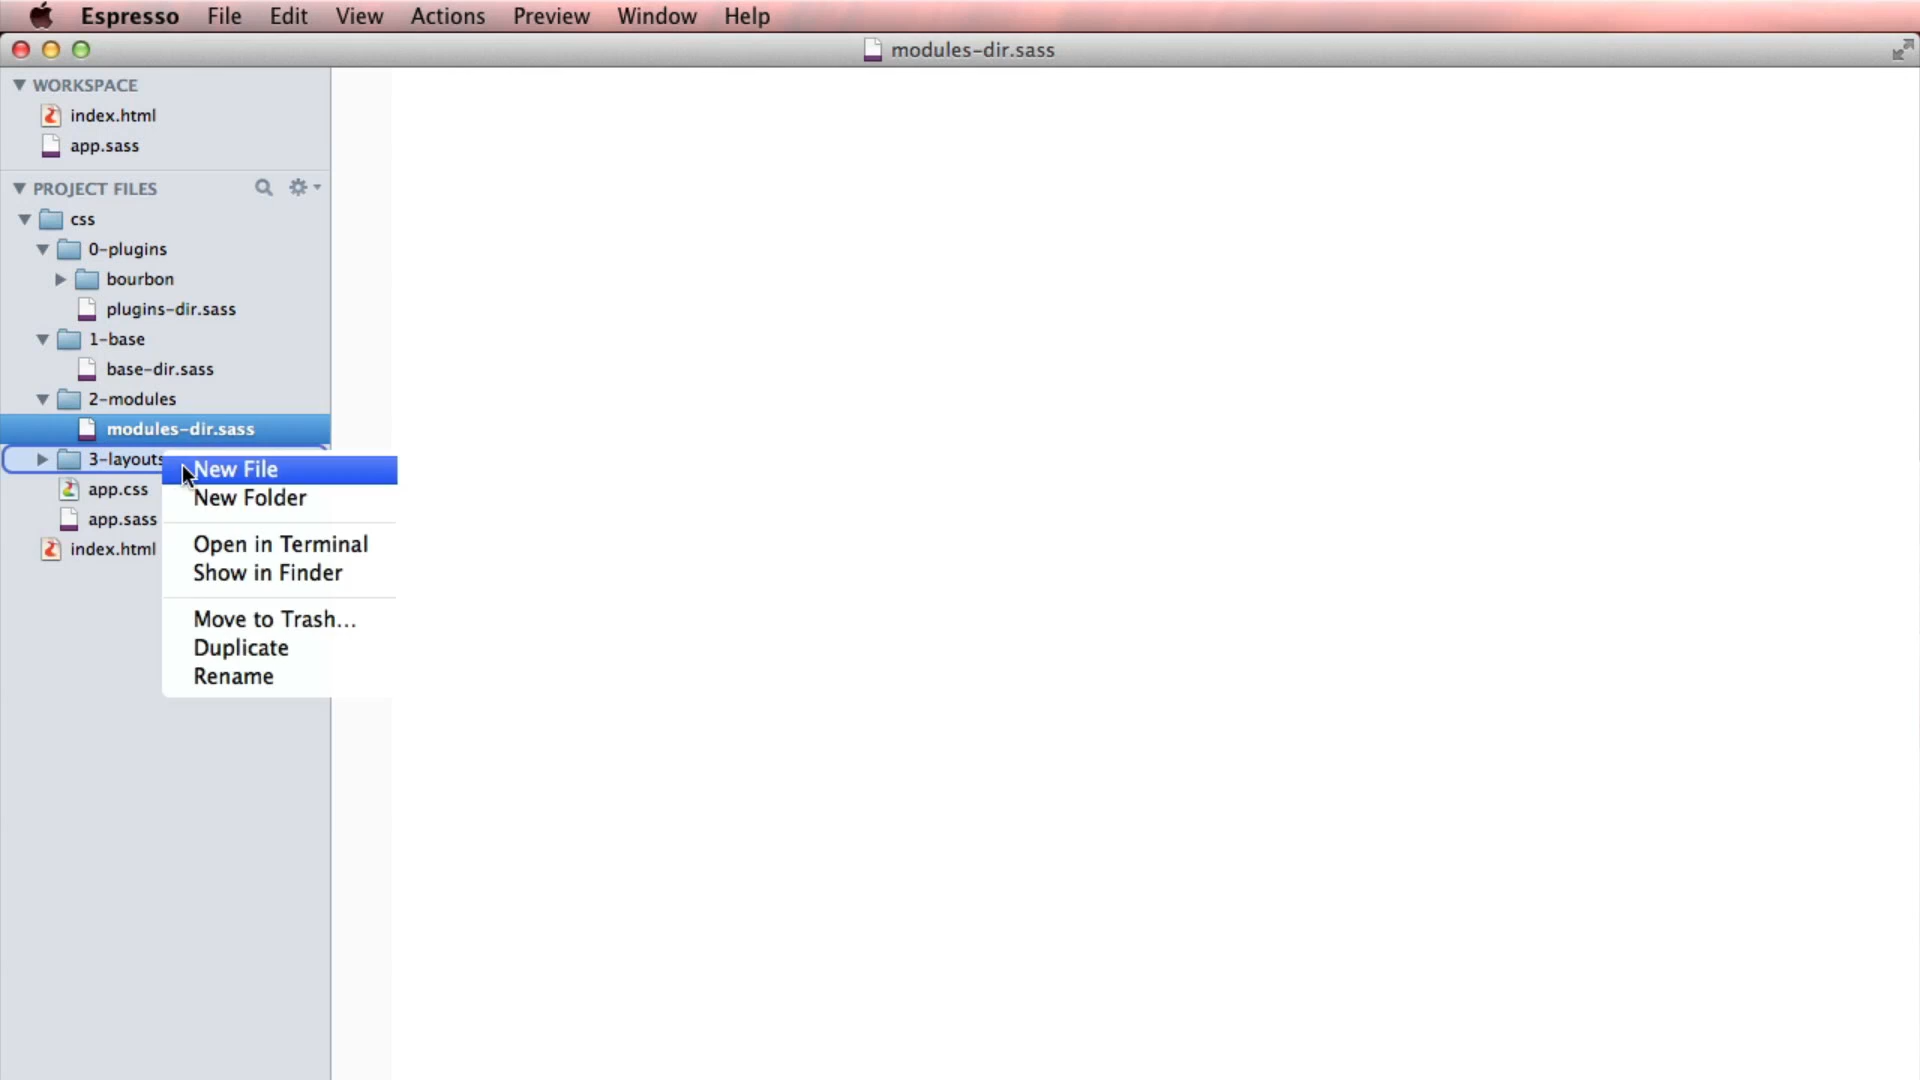 Espresso File Edit View Actions Preview Window Help
modules-dir.sass
WORKSPACE
index.html
app.sass
PROJECT FILES
css
0-plugins
bourbon
plugins-dir.sass
1-base
base-dir.sass
2-modules
modules-dir.sass
3-layouts
app.css
app.sass
index.html
New File
New Folder
Open in Terminal
Show in Finder
Move to Trash...
Duplicate
Rename